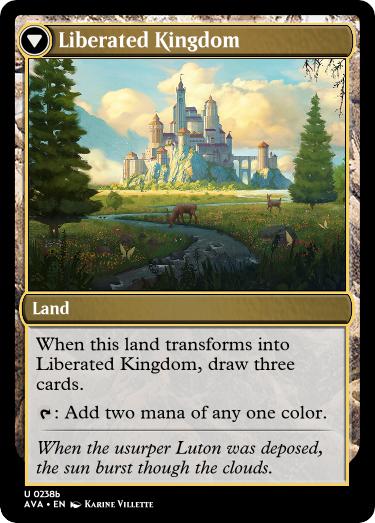 Liberated Kingdom
Land
When this land transforms into
Liberated Kingdom, draw three
cards.
: Add two mana of any one color.
When the usurper Luton was deposed,
the sun burst though the clouds.
U 0238b
AVA • EN KARINE VILLETTE